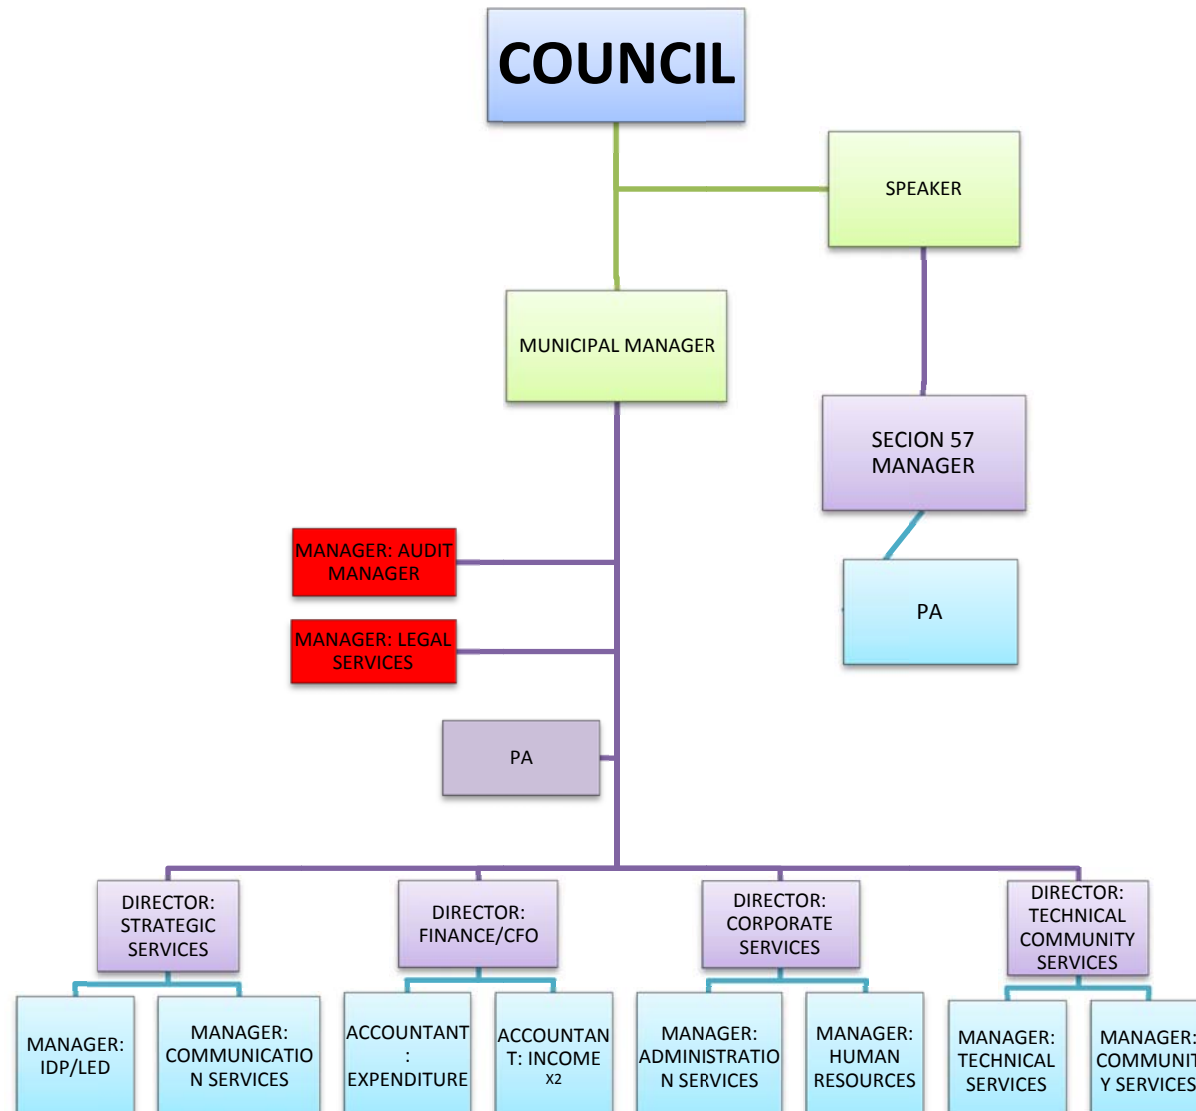 COUNCIL
SPEAKER
MUNICIPAL MANAGER
SECION 57
MANAGER
MANAGER: AUDIT
MANAGER
PA
MANAGER: LEGAL
SERVICES
PA
DIRECTOR:
STRATEGIC
SERVICES
DIRECTOR:
FINANCE/CFO
DIRECTOR:
CORPORATE
SERVICES
DIRECTOR:
TECHNICAL
COMMUNITY
SERVICES
MANAGER:
IDP/LED
MANAGER:
COMMUNICATIO
N SERVICES
ACCOUNTANT
:
EXPENDITURE
ACCOUNTAN
T: INCOME
X2
MANAGER:
ADMINISTRATIO
N SERVICES
MANAGER:
HUMAN
RESOURCES
MANAGER:
TECHNICAL
SERVICES
MANAGER:
COMMUNIT
Y SERVICES